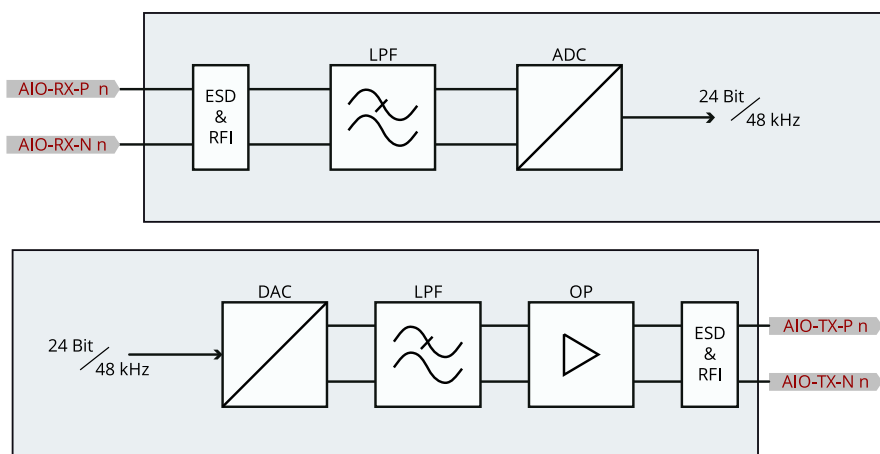 LPF
ADC
AIO-RX-P n
ESD
&
RFI
24 Bit
48 kHz
AIO-RX-N n
DAC
LPF
OP
24 Bit
48 kHz
ESD
&
RFI
AIO-TX-P n
AIO-TX-N n